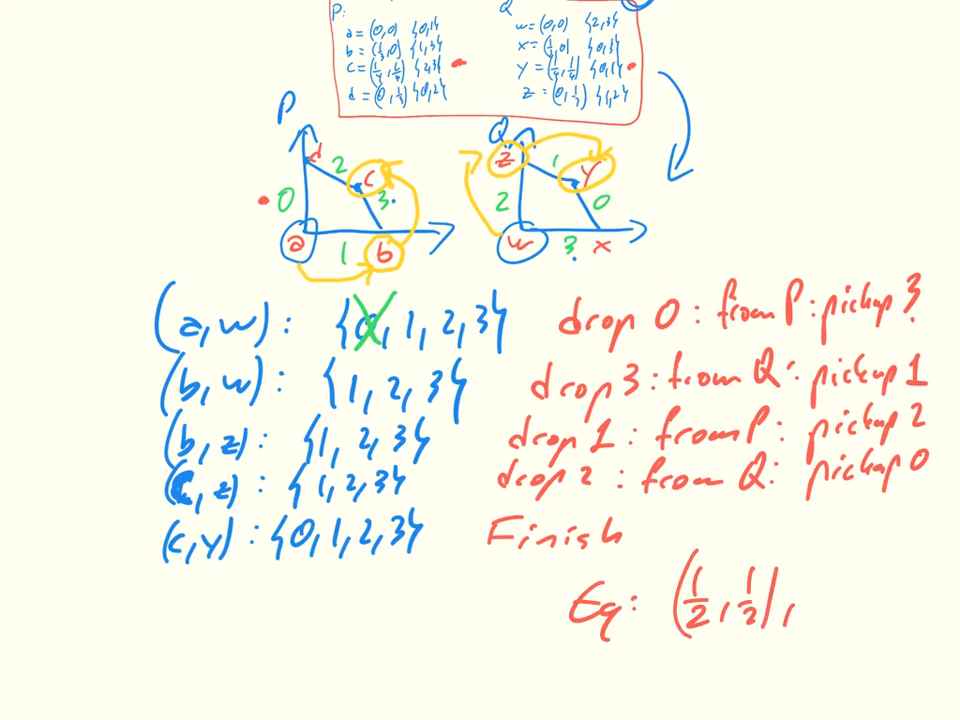 P:
Q
a = (0,0) {0,1}
w = (0,0) {2,3}
b = (1/3,0) {1,3}
x = (1/3,0) {0,3}
c = (1/4,1/4) {2,3}
y = (1/4,1/4) {0,1}
d = (0,1/3) {0,2}
z = (0,1/3) {1,2}
P
Q
d 2 c
z 1 y
0 3
2 0
a 1 b
w 3 x
(a,w): {0,1,2,3} drop 0: from P: pickup 3
(b,w): {1,2,3} drop 3: from Q: pickup 1
(b,z): {1,2,3} drop 1: from P: pickup 2
(c,z): {1,2,3} drop 2: from Q: pickup 0
(c,y): {0,1,2,3} Finish
Eq: (1/2,1/2),